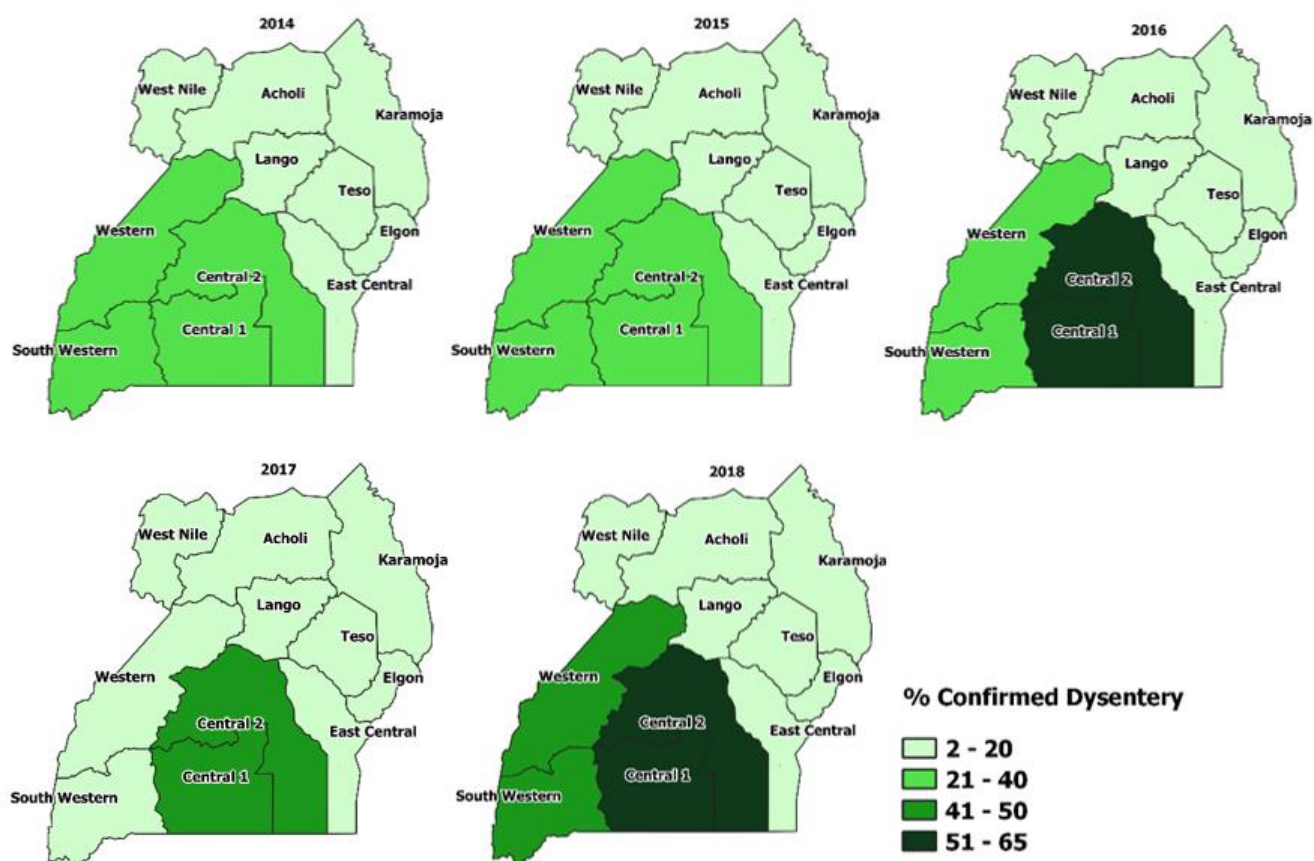 2014
West Nile
Acholi
Karamoja
Lango
Teso
Elgon
Western
Central 2
East Central
Central 1
South Western
2015
West Nile
Acholi
Karamoja
Lango
Teso
Elgon
Western
Central 2
East Central
Central 1
South Western
2016
West Nile
Acholi
Karamoja
Lango
Teso
Elgon
Western
Central 2
East Central
Central 1
South Western
2017
West Nile
Acholi
Karamoja
Lango
Teso
Elgon
Western
Central 2
East Central
Central 1
South Western
2018
West Nile
Acholi
Karamoja
Lango
Teso
Elgon
Western
Central 2
East Central
Central 1
South Western
% Confirmed Dysentery
2 - 20
21 - 40
41 - 50
51 - 65